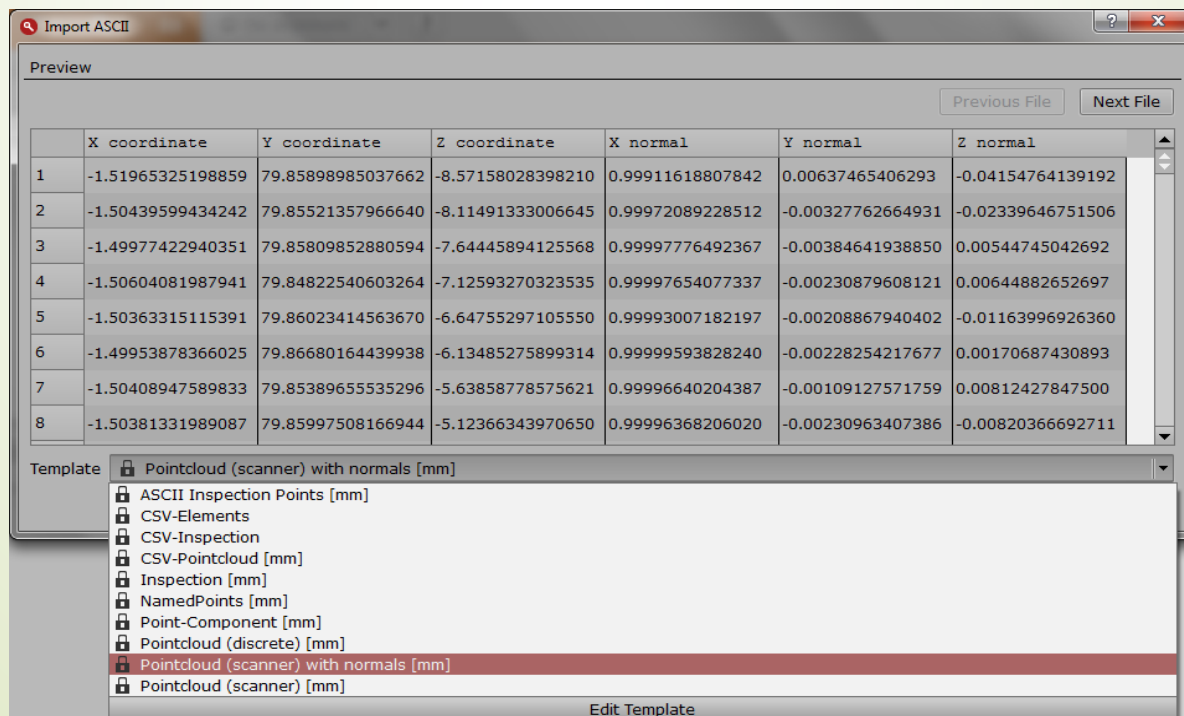 Import ASCII
?
X
Preview
Previous File Next File
X coordinate Y coordinate Z coordinate X normal Y normal Z normal
1 -1.51965325198859 79.85898985037662 -8.57158028398210 0.99911618807842 0.00637465406293 -0.04154764139192
2 -1.50439599434242 79.85521357966640 -8.11491333006645 0.99972089228512 -0.00327762664931 -0.02339646751506
3 -1.49977422940351 79.85809852880594 -7.64445894125568 0.99997776492367 -0.00384641938850 0.00544745042692
4 -1.50604081987941 79.84822540603264 -7.12593270323535 0.99997654077337 -0.00230879608121 0.00644882652697
5 -1.50363315115391 79.86023414563670 -6.64755297105550 0.99993007182197 -0.00208867940402 -0.01163996926360
6 -1.49953878366025 79.86680164439938 -6.13485275899314 0.99999593828240 -0.00228254217677 0.00170687430893
7 -1.50408947589833 79.85389655535296 -5.63858778575621 0.99996640204387 -0.00109127571759 0.00812427847500
8 -1.50381331989087 79.85997508166944 -5.12366343970650 0.99996368206020 -0.00230963407386 -0.00820366692711
Template Pointcloud (scanner) with normals [mm]
ASCII Inspection Points [mm]
CSV-Elements
CSV-Inspection
CSV-Pointcloud [mm]
Inspection [mm]
NamedPoints [mm]
Point-Component [mm]
Pointcloud (discrete) [mm]
Pointcloud (scanner) with normals [mm]
Pointcloud (scanner) [mm]
Edit Template